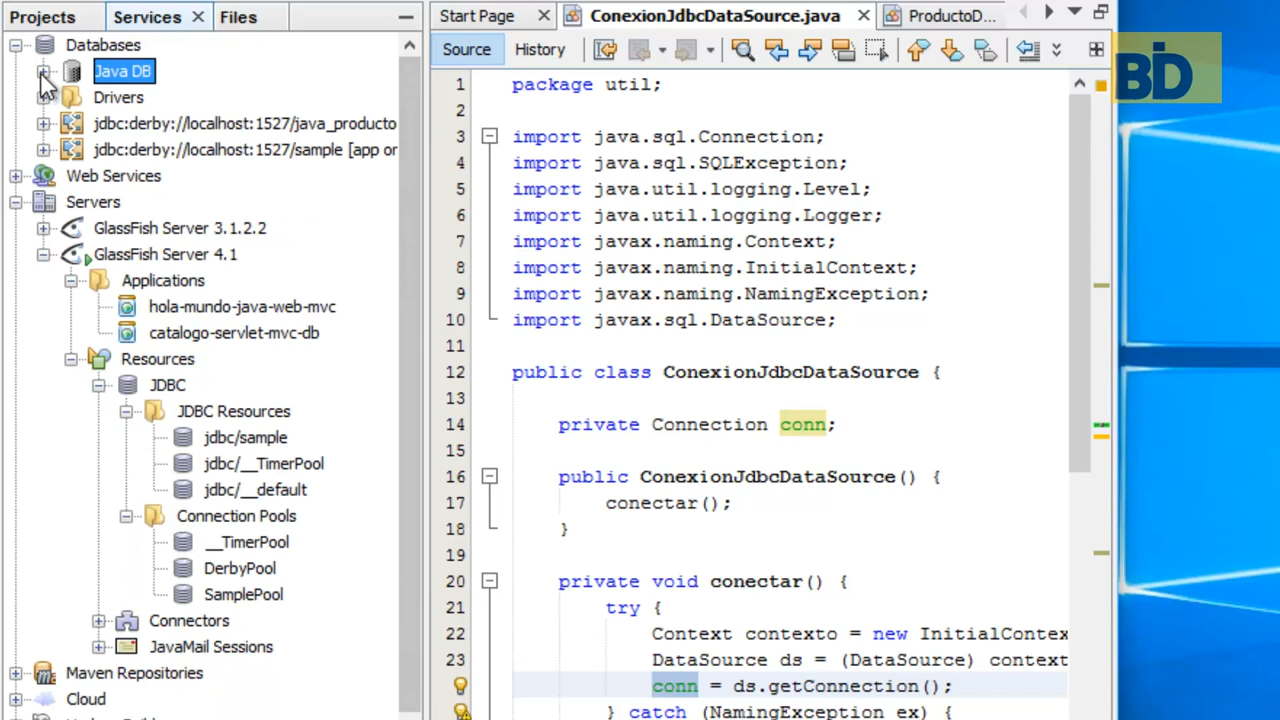 Projects
Services
Files
Databases
Java DB
Drivers
jdbc:derby://localhost:1527/java_producto
jdbc:derby://localhost:1527/sample [app or
Web Services
Servers
GlassFish Server 3.1.2.2
GlassFish Server 4.1
Applications
hola-mundo-java-web-mvc
catalogo-servlet-mvc-db
Resources
JDBC
JDBC Resources
jdbc/sample
jdbc/__TimerPool
jdbc/__default
Connection Pools
__TimerPool
DerbyPool
SamplePool
Connectors
JavaMail Sessions
Maven Repositories
Cloud
Start Page
ConexionJdbcDataSource.java
ProductoD...
Source
History
BD
1 package util;
2
3 import java.sql.Connection;
4 import java.sql.SQLException;
5 import java.util.logging.Level;
6 import java.util.logging.Logger;
7 import javax.naming.Context;
8 import javax.naming.InitialContext;
9 import javax.naming.NamingException;
10 import javax.sql.DataSource;
11
12 public class ConexionJdbcDataSource {
13
14 private Connection conn;
15
16 public ConexionJdbcDataSource() {
17 conectar();
18 }
19
20 private void conectar() {
21 try {
22 Context contexto = new InitialContex
23 DataSource ds = (DataSource) context
conn = ds.getConnection();
} catch (NamingException ex) {